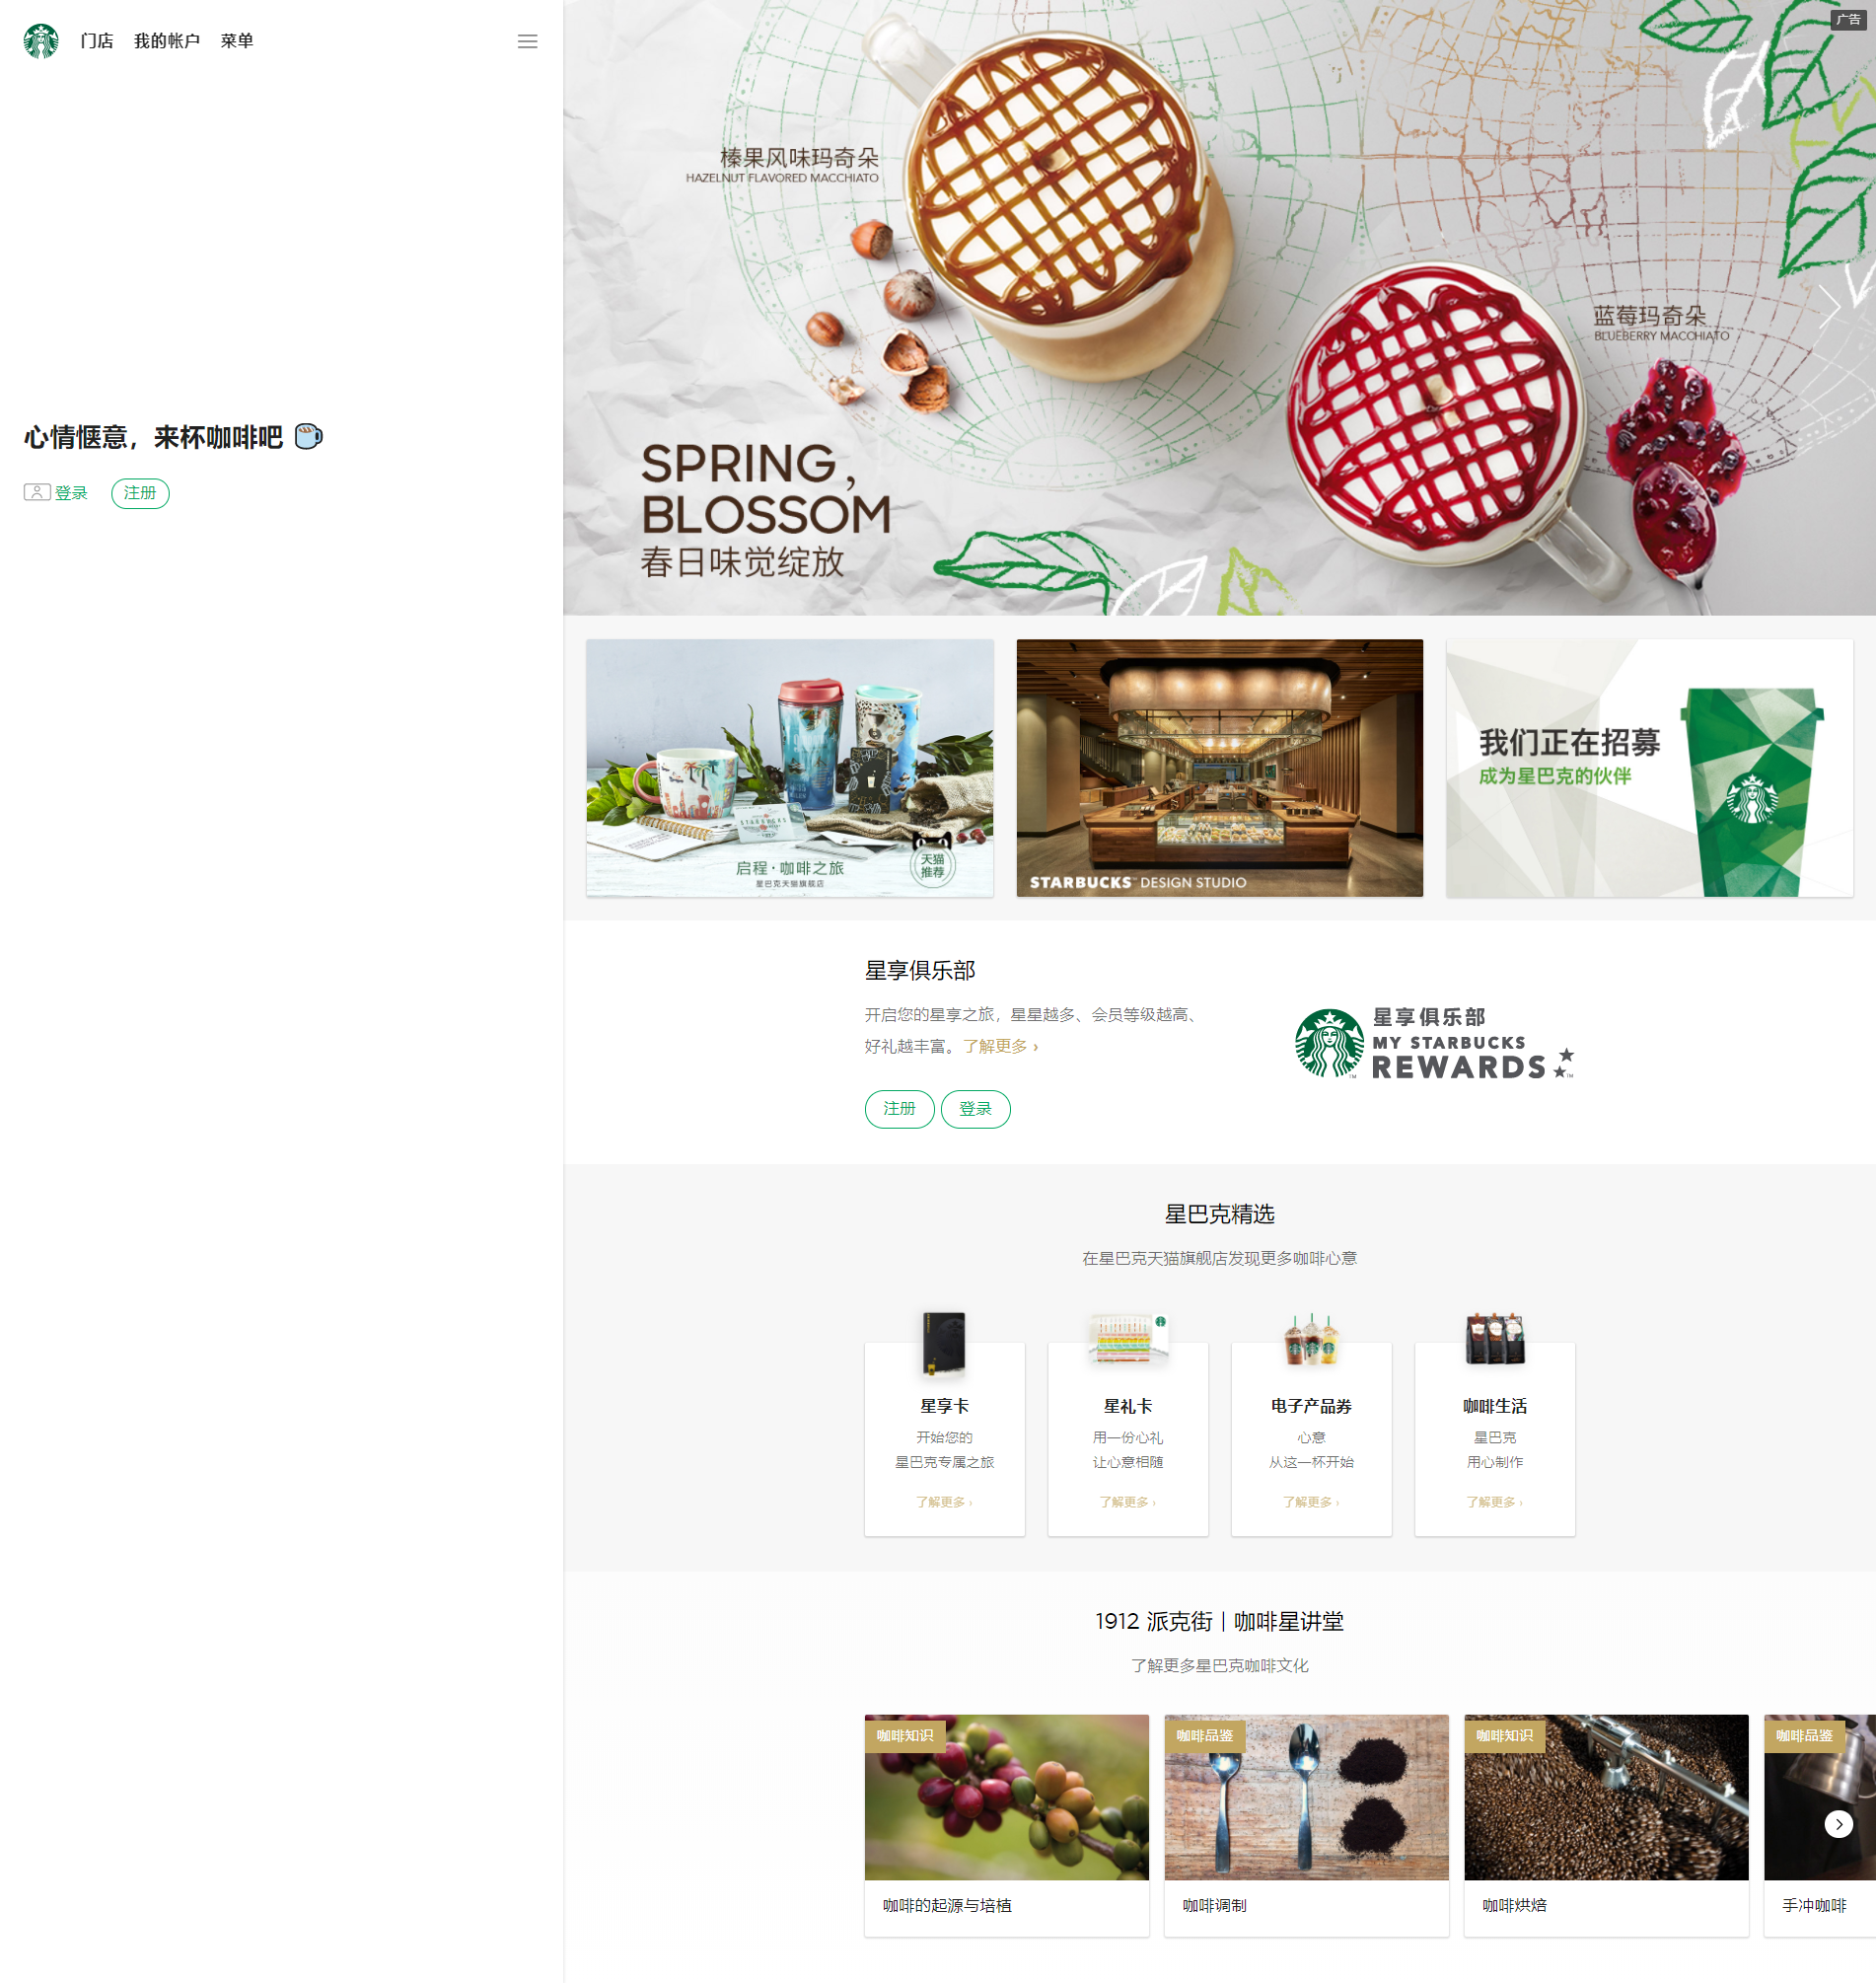 门店 我的帐户 菜单
心情惬意，来杯咖啡吧
登录 注册
广告
榛果风味玛奇朵
HAZELNUT FLAVORED MACCHIATO
蓝莓玛奇朵
BLUEBERRY MACCHIATO
SPRING,
BLOSSOM
春日味觉绽放
启程·咖啡之旅
星巴克天猫旗舰店
天猫
推荐
STARBUCKS™ DESIGN STUDIO
我们正在招募
成为星巴克的伙伴
星享俱乐部
开启您的星享之旅，星星越多、会员等级越高、
好礼越丰富。了解更多 ›
注册 登录
星享俱乐部
MY STARBUCKS
REWARDS
星巴克精选
在星巴克天猫旗舰店发现更多咖啡心意
星享卡
开始您的
星巴克专属之旅
了解更多 ›
星礼卡
用一份心礼
让心意相随
了解更多 ›
电子产品券
心意
从这一杯开始
了解更多 ›
咖啡生活
星巴克
用心制作
了解更多 ›
1912 派克街 | 咖啡星讲堂
了解更多星巴克咖啡文化
咖啡知识
咖啡的起源与培植
咖啡品鉴
咖啡调制
咖啡知识
咖啡烘焙
咖啡品鉴
手冲咖啡